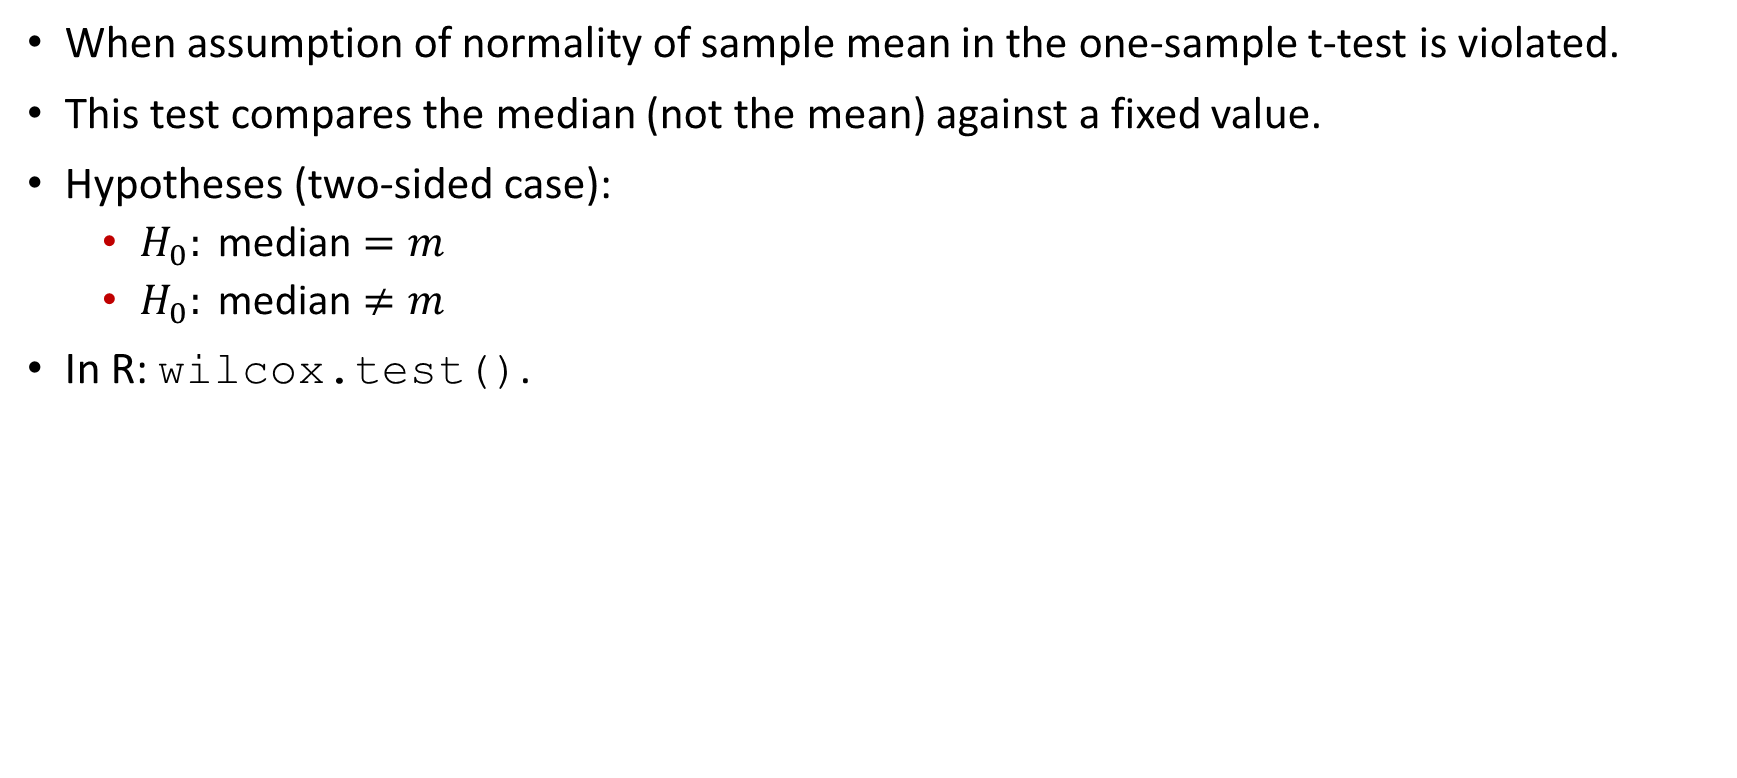 • When assumption of normality of sample mean in the one-sample t-test is violated.
• This test compares the median (not the mean) against a fixed value.
• Hypotheses (two-sided case):
• H₀: median = m
• H₀: median ≠ m
• In R: wilcox.test().